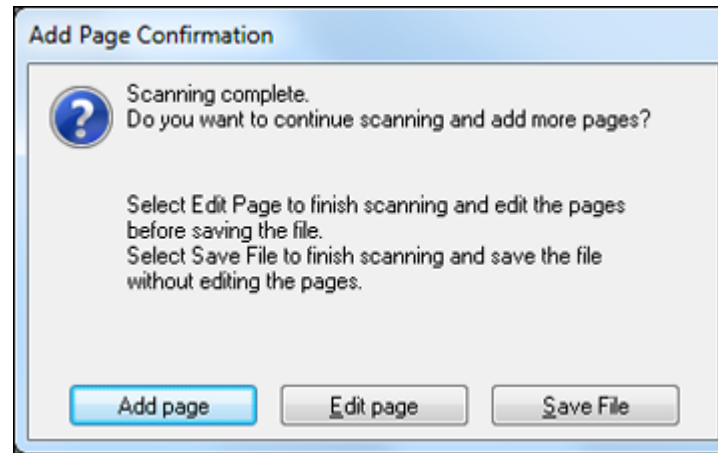 Add Page Confirmation
?
Scanning complete.
Do you want to continue scanning and add more pages?
Select Edit Page to finish scanning and edit the pages
before saving the file.
Select Save File to finish scanning and save the file
without editing the pages.
Add page
Edit page
Save File